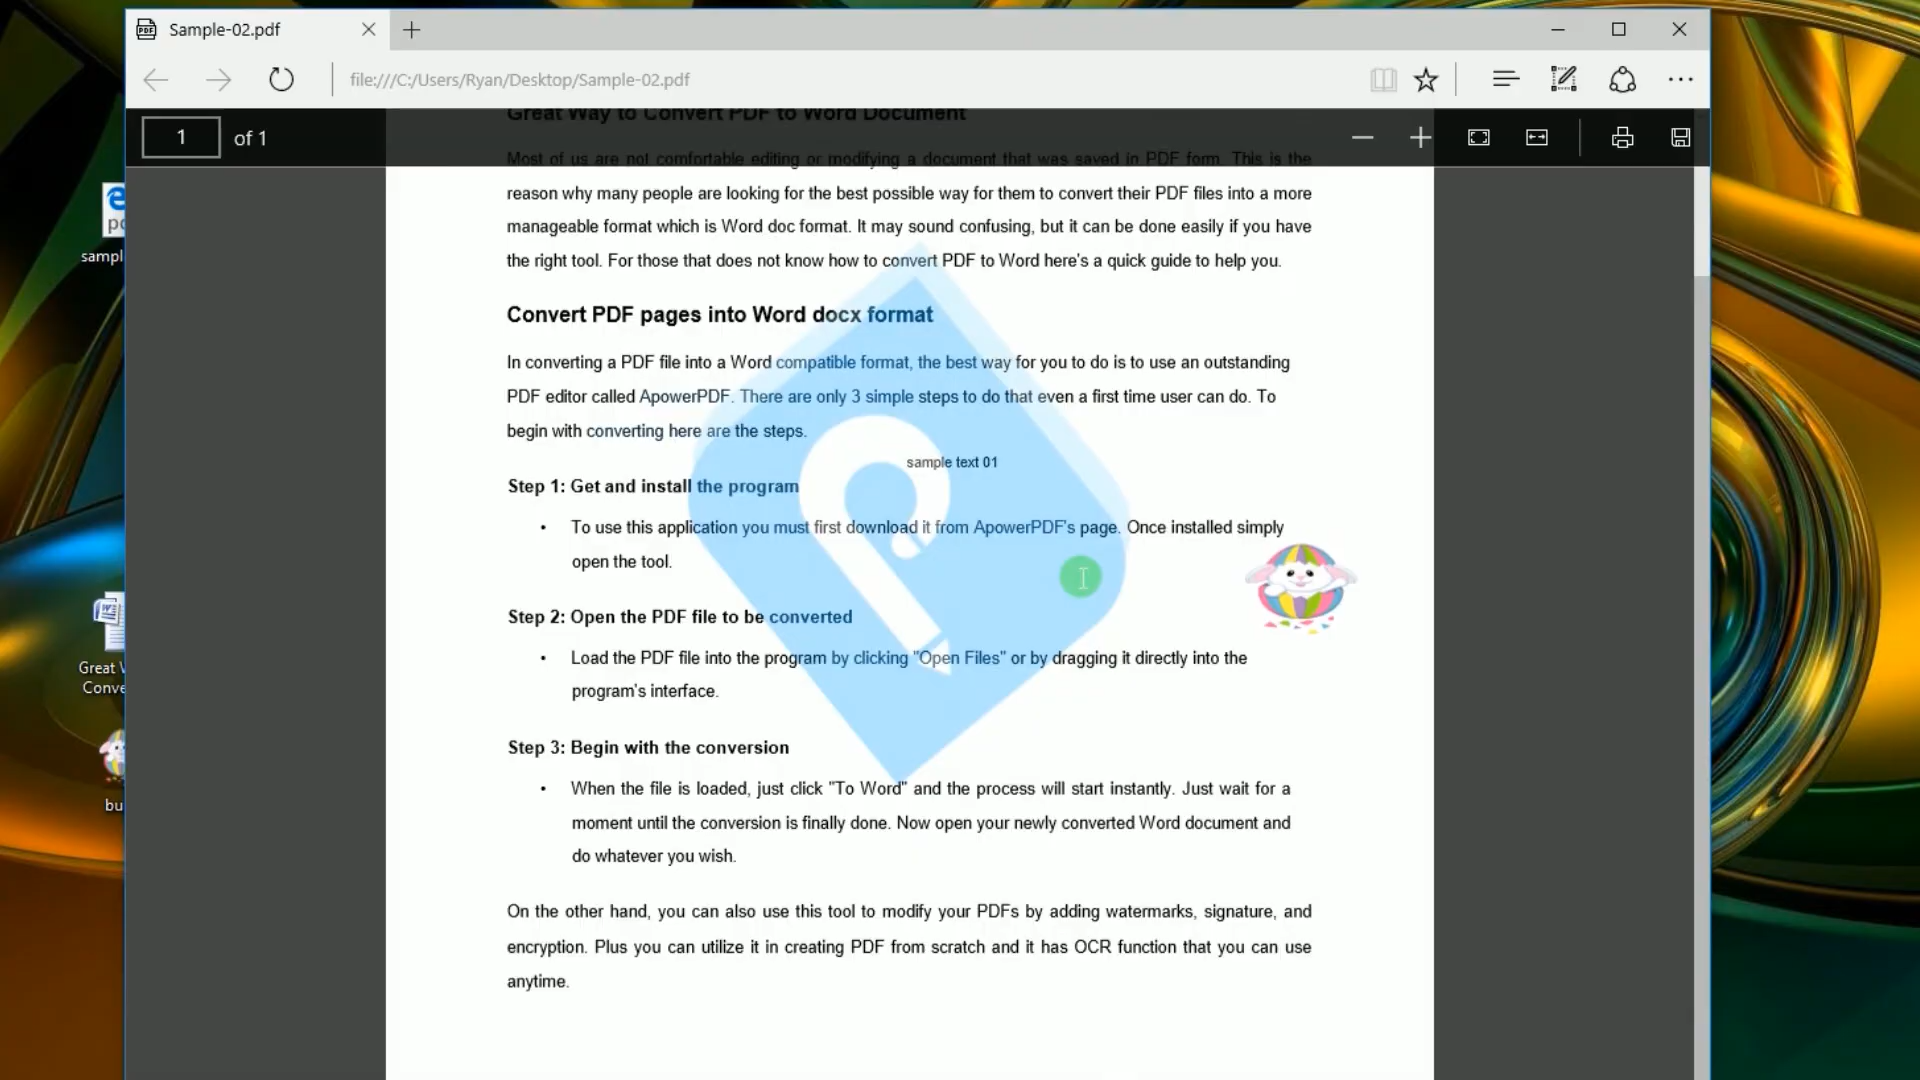 Sample-02.pdf
file:///C:/Users/Ryan/Desktop/Sample-02.pdf
1 of 1
Great Way to Convert PDF to Word Document
Most of us are not comfortable editing or modifying a document that was saved in PDF form. This is the
reason why many people are looking for the best possible way for them to convert their PDF files into a more
manageable format which is Word doc format. It may sound confusing, but it can be done easily if you have
the right tool. For those that does not know how to convert PDF to Word here's a quick guide to help you.
Convert PDF pages into Word docx format
In converting a PDF file into a Word compatible format, the best way for you to do is to use an outstanding
PDF editor called ApowerPDF. There are only 3 simple steps to do that even a first time user can do. To
begin with converting here are the steps.
sample text 01
Step 1: Get and install the program
• To use this application you must first download it from ApowerPDF's page. Once installed simply
open the tool.
Step 2: Open the PDF file to be converted
• Load the PDF file into the program by clicking "Open Files" or by dragging it directly into the
program's interface.
Step 3: Begin with the conversion
• When the file is loaded, just click "To Word" and the process will start instantly. Just wait for a
moment until the conversion is finally done. Now open your newly converted Word document and
do whatever you wish.
On the other hand, you can also use this tool to modify your PDFs by adding watermarks, signature, and
encryption. Plus you can utilize it in creating PDF from scratch and it has OCR function that you can use
anytime.
sampl
Great W
Conve
bu